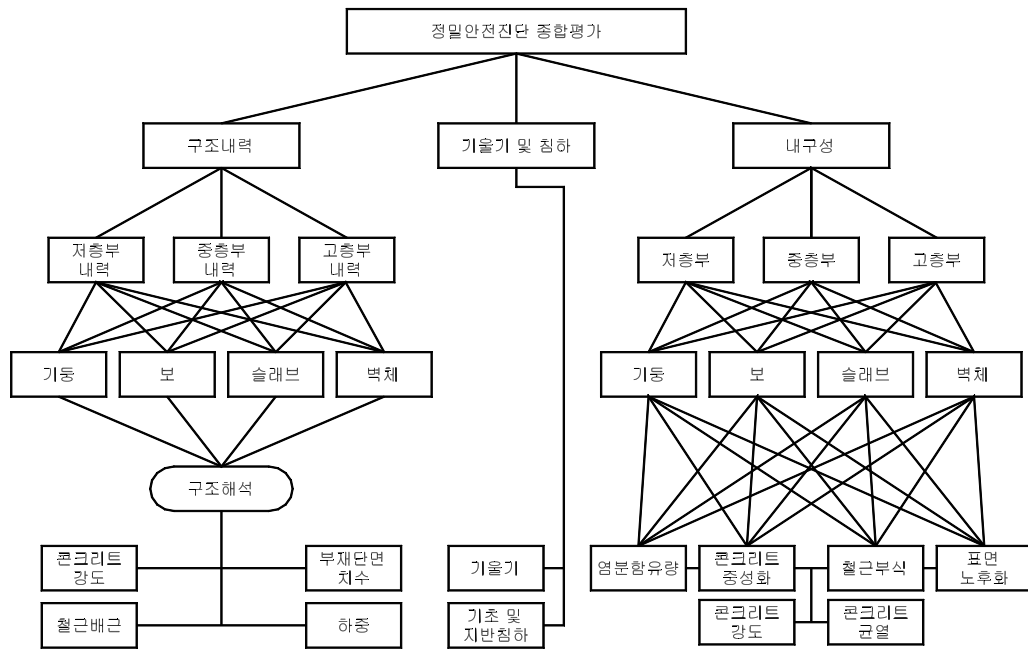 정밀안전진단 종합평가
구조내력
기울기 및 침하
내구성
저층부
내력
중층부
내력
고층부
내력
저층부
중층부
고층부
기둥
보
슬래브
벽체
기둥
보
슬래브
벽체
구조해석
콘크리트
강도
부재단면
치수
철근배근
하중
기울기
기초 및
지반침하
염분함유량
콘크리트
중성화
철근부식
표면
노후화
콘크리트
강도
콘크리트
균열